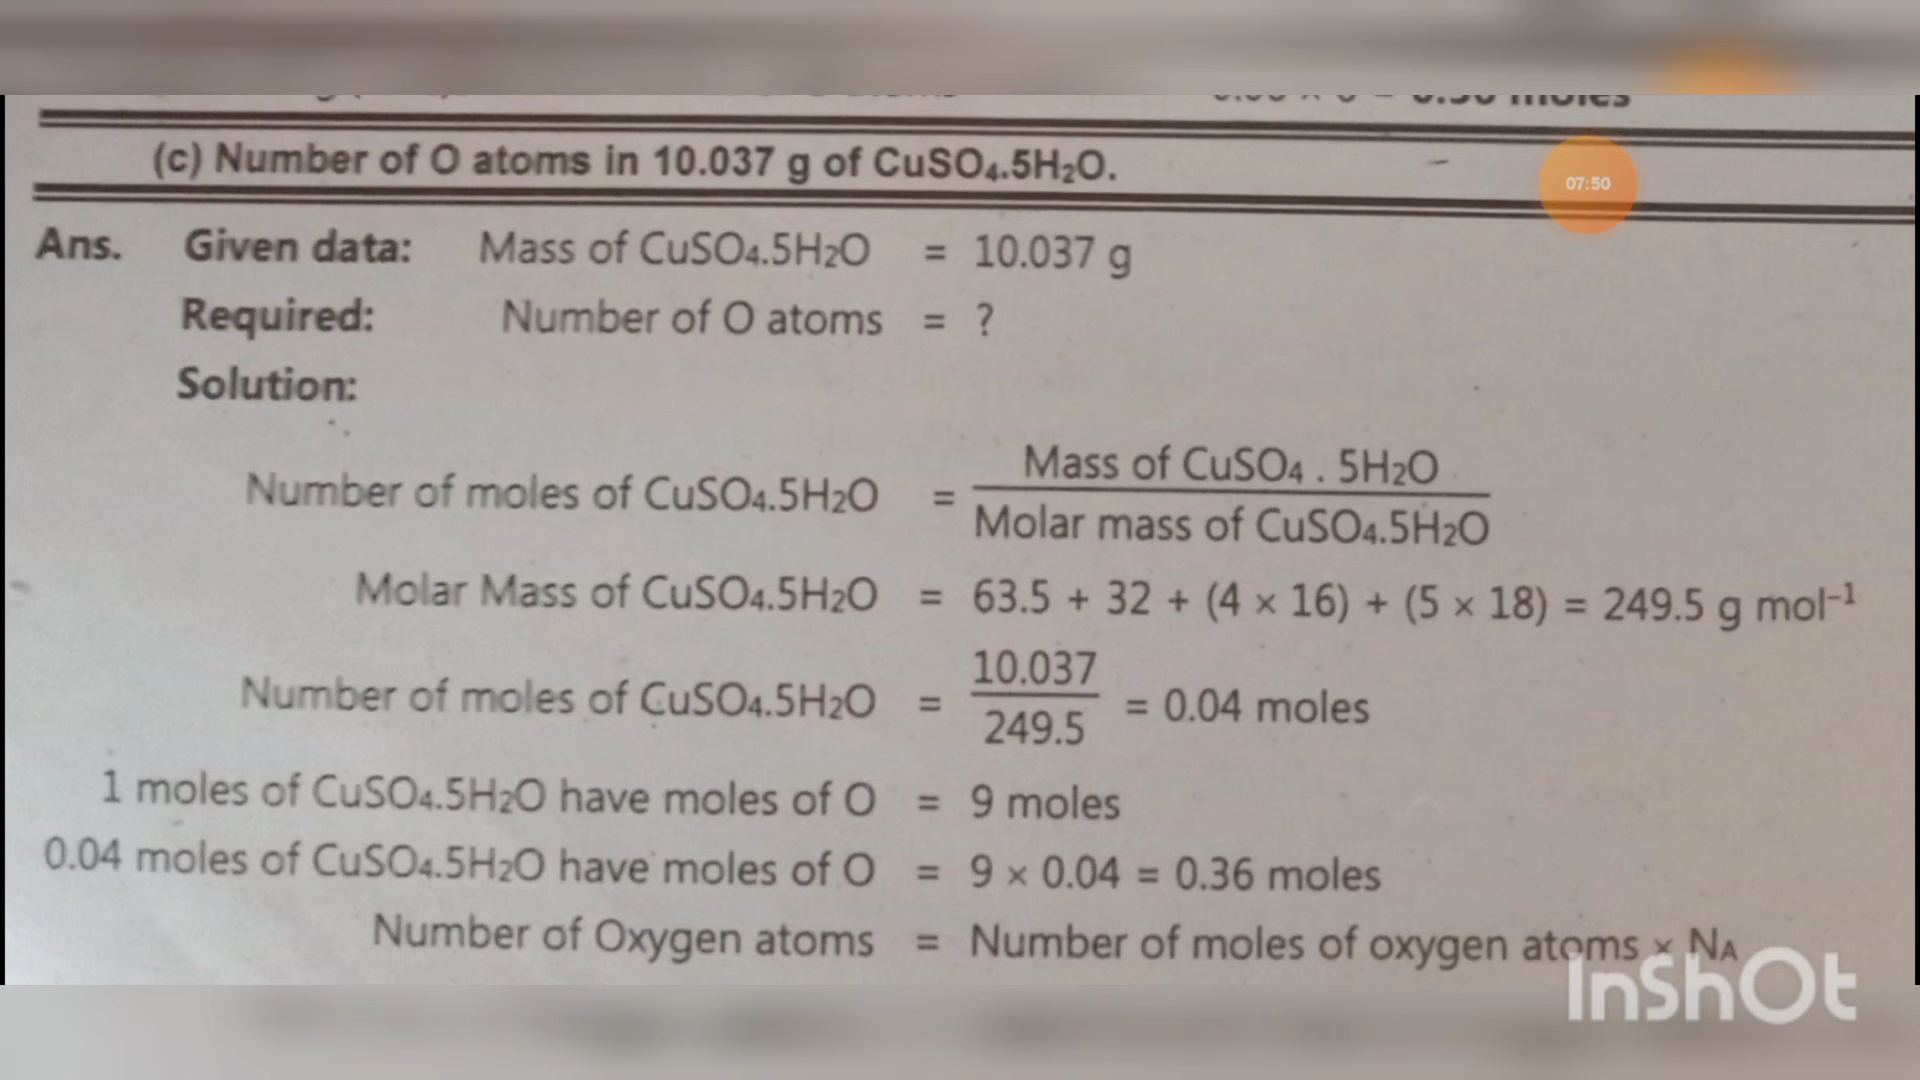 (c) Number of O atoms in 10.037 g of CuSO₄.5H₂O.
07:50
Ans. Given data: Mass of CuSO₄.5H₂O = 10.037 g
Required: Number of O atoms = ?
Solution:
Number of moles of CuSO₄.5H₂O = Mass of CuSO₄ . 5H₂O / Molar mass of CuSO₄.5H₂O
Molar Mass of CuSO₄.5H₂O = 63.5 + 32 + (4 × 16) + (5 × 18) = 249.5 g mol⁻¹
Number of moles of CuSO₄.5H₂O = 10.037 / 249.5 = 0.04 moles
1 moles of CuSO₄.5H₂O have moles of O = 9 moles
0.04 moles of CuSO₄.5H₂O have moles of O = 9 × 0.04 = 0.36 moles
Number of Oxygen atoms = Number of moles of oxygen atoms × Nᴀ
InShOt